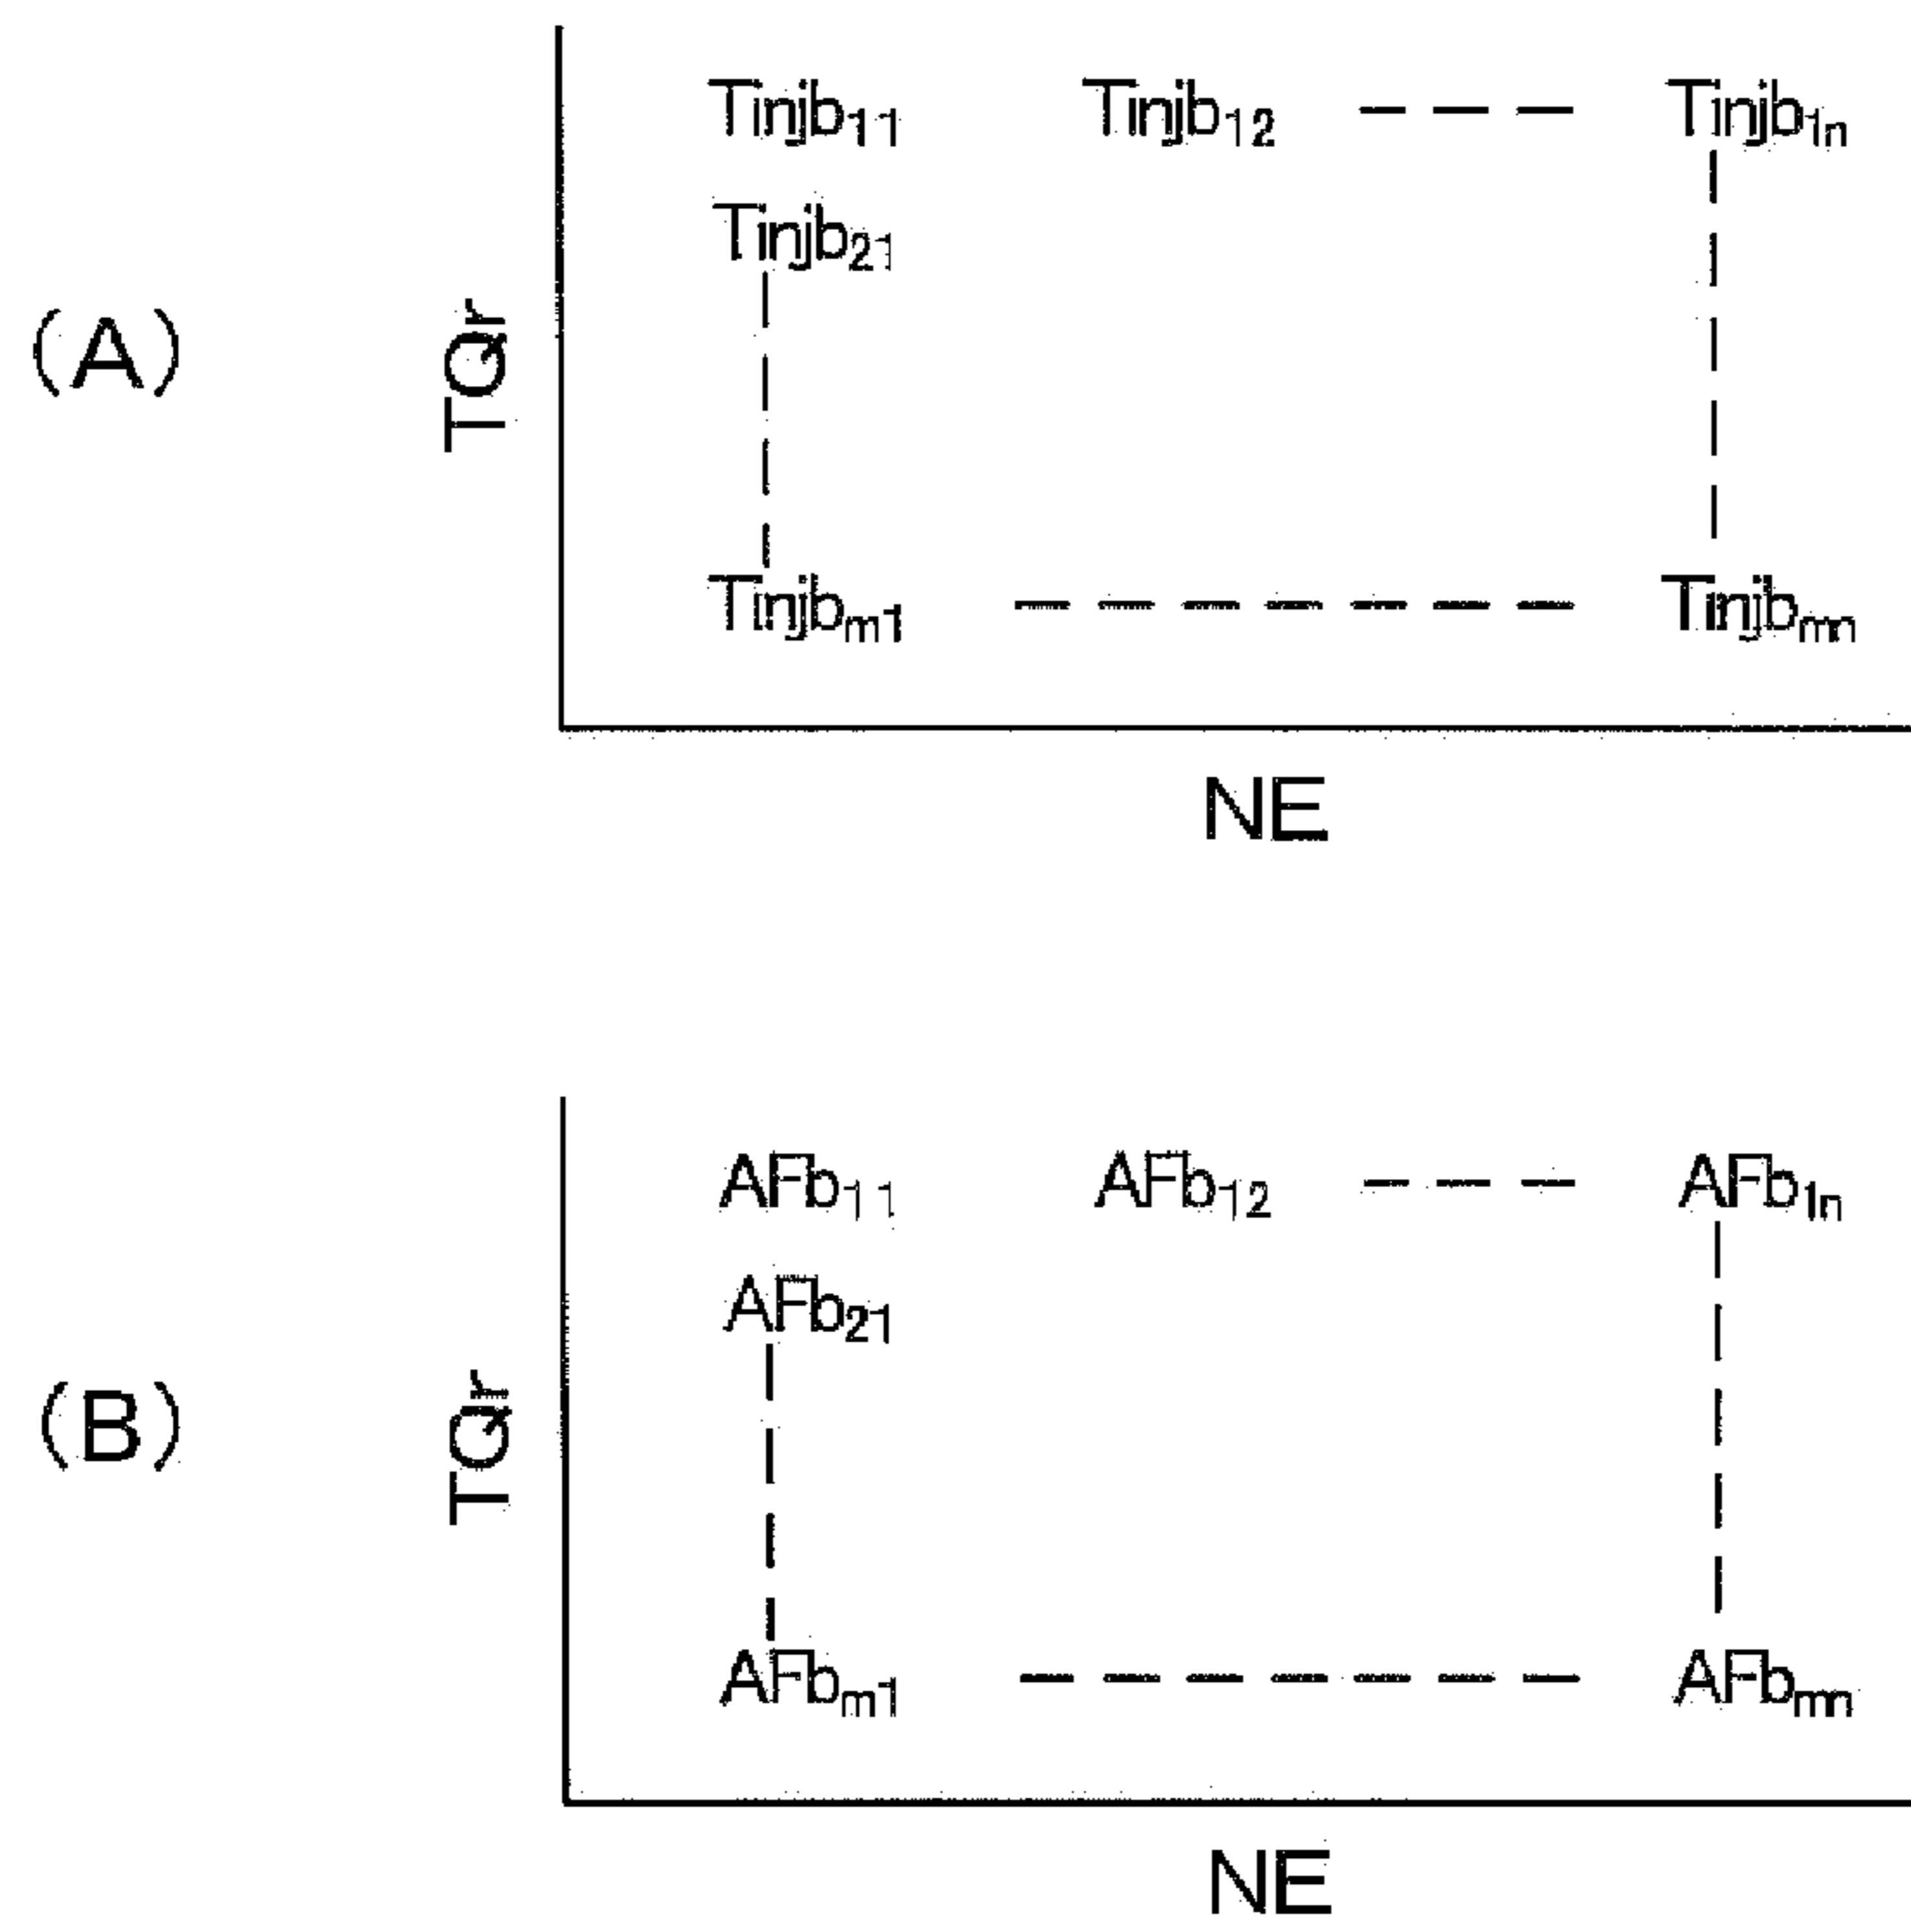 Tinjb₁₁ Tinjb₁₂ Tinjb₁ₙ
Tinjb₂₁
(A)
TQr
Tinjbₘ₁ Tinjbₘₙ
NE
AFb₁₁ AFb₁₂ AFb₁ₙ
AFb₂₁
(B)
TQr
AFbₘ₁ AFbₘₙ
NE